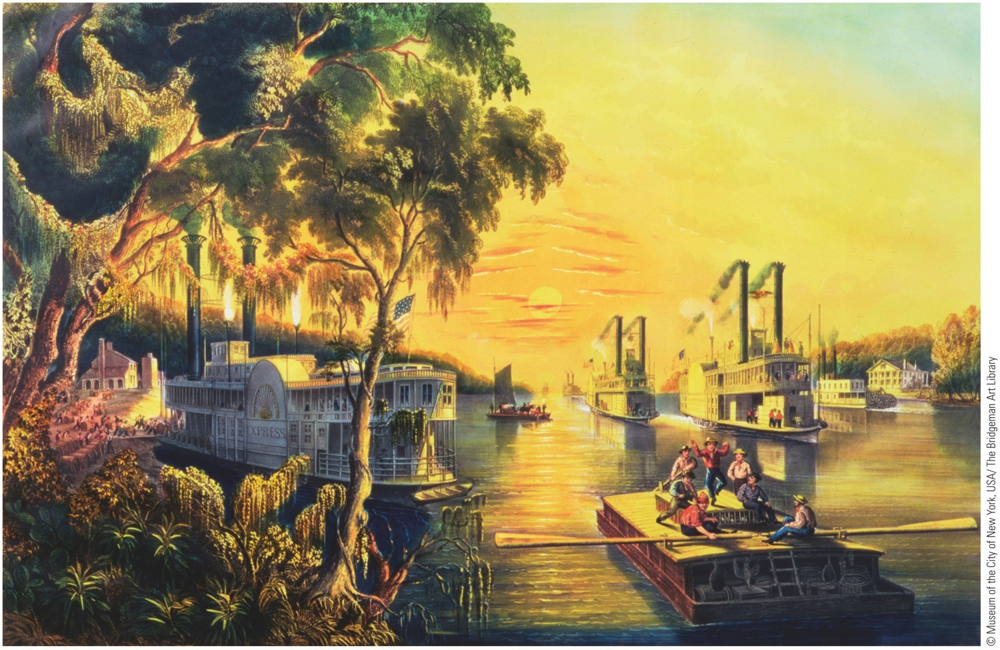 EXPRESS
© Museum of the City of New York, USA/ The Bridgeman Art Library